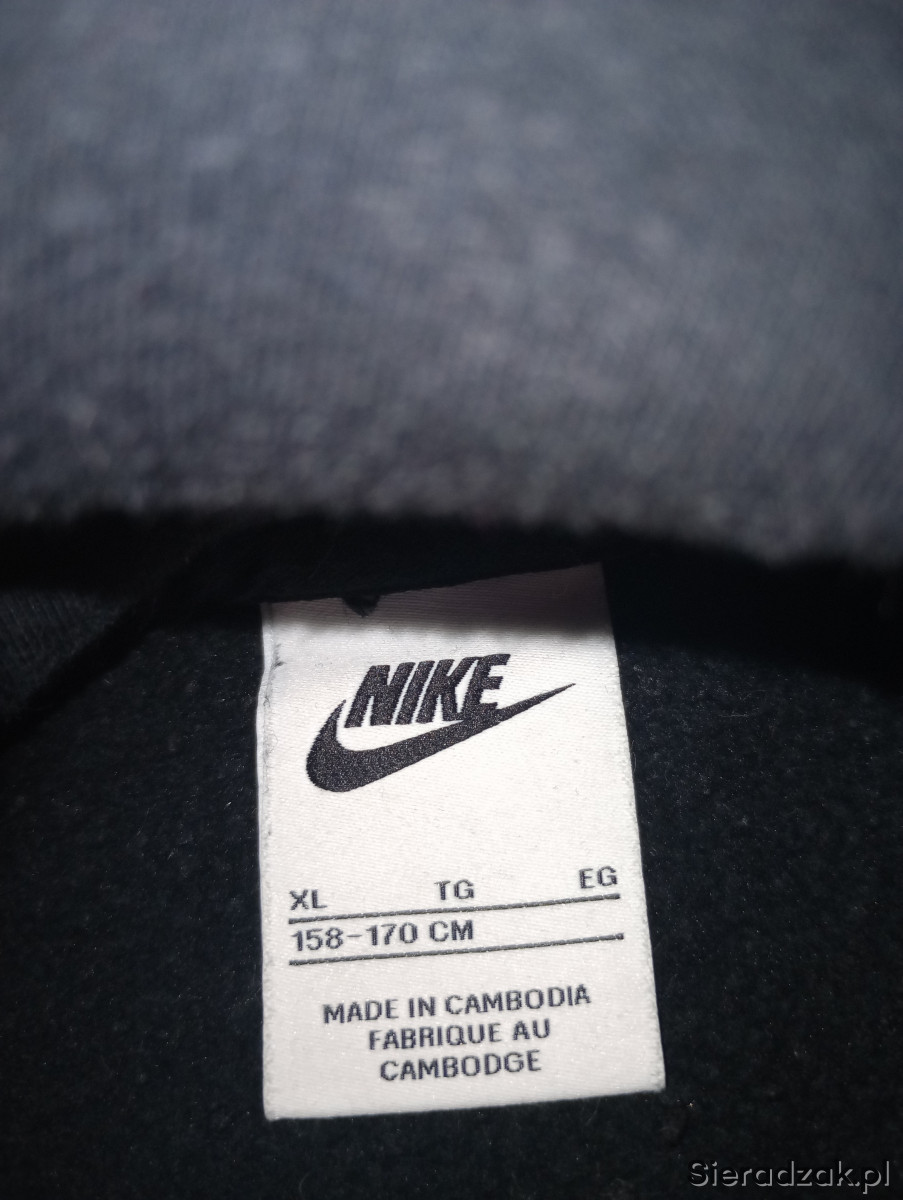 NIKE
XL TG EG
158-170 CM
MADE IN CAMBODIA
FABRIQUE AU
CAMBODGE
Sieradzak.pl